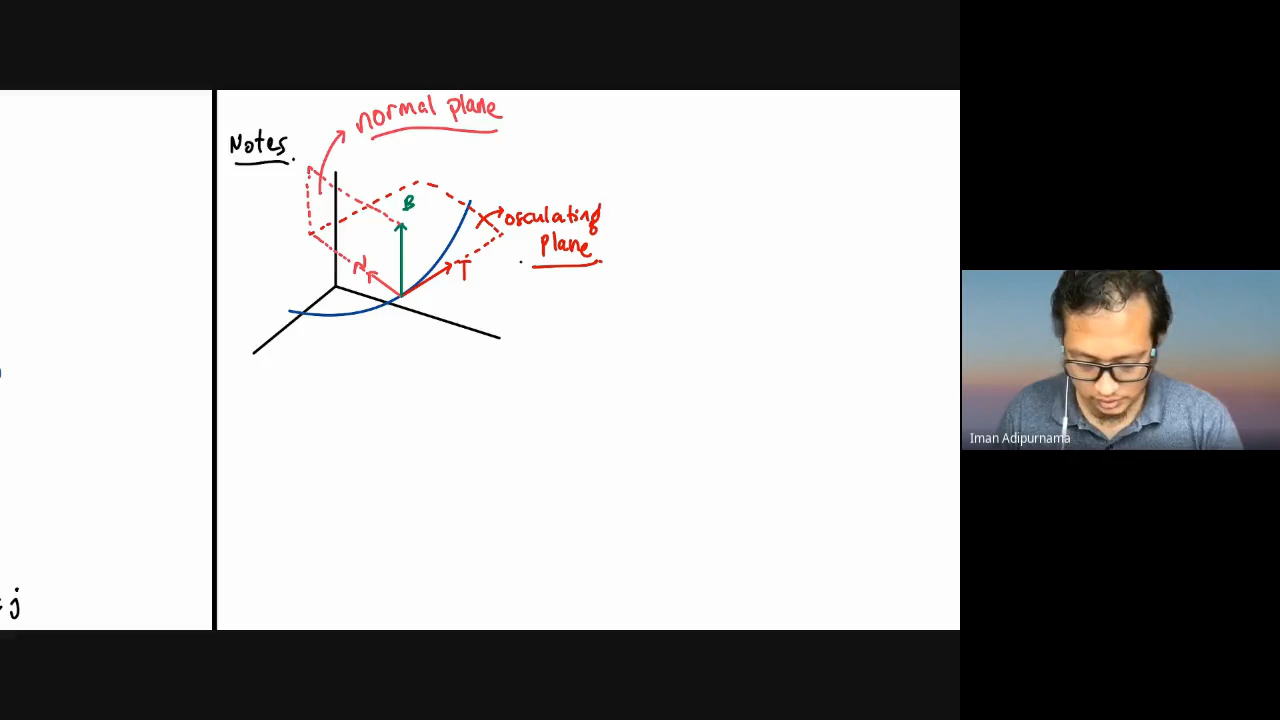 normal plane
Notes.
B
osculating
plane
N
T
Iman Adipurnama
= j